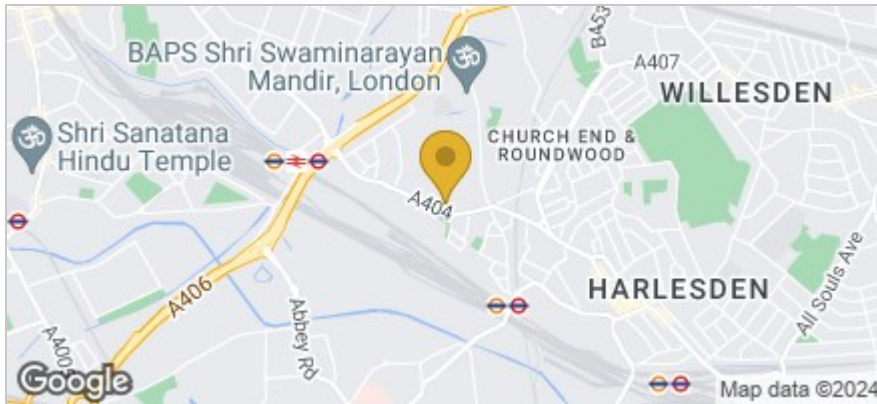 BAPS Shri Swaminarayan
Mandir, London
B453
A407
WILLESDEN
Shri Sanatana
Hindu Temple
CHURCH END &
ROUNDWOOD
A404
A406
Abbey Rd
HARLESDEN
All Souls Ave
Google
Map data ©2024